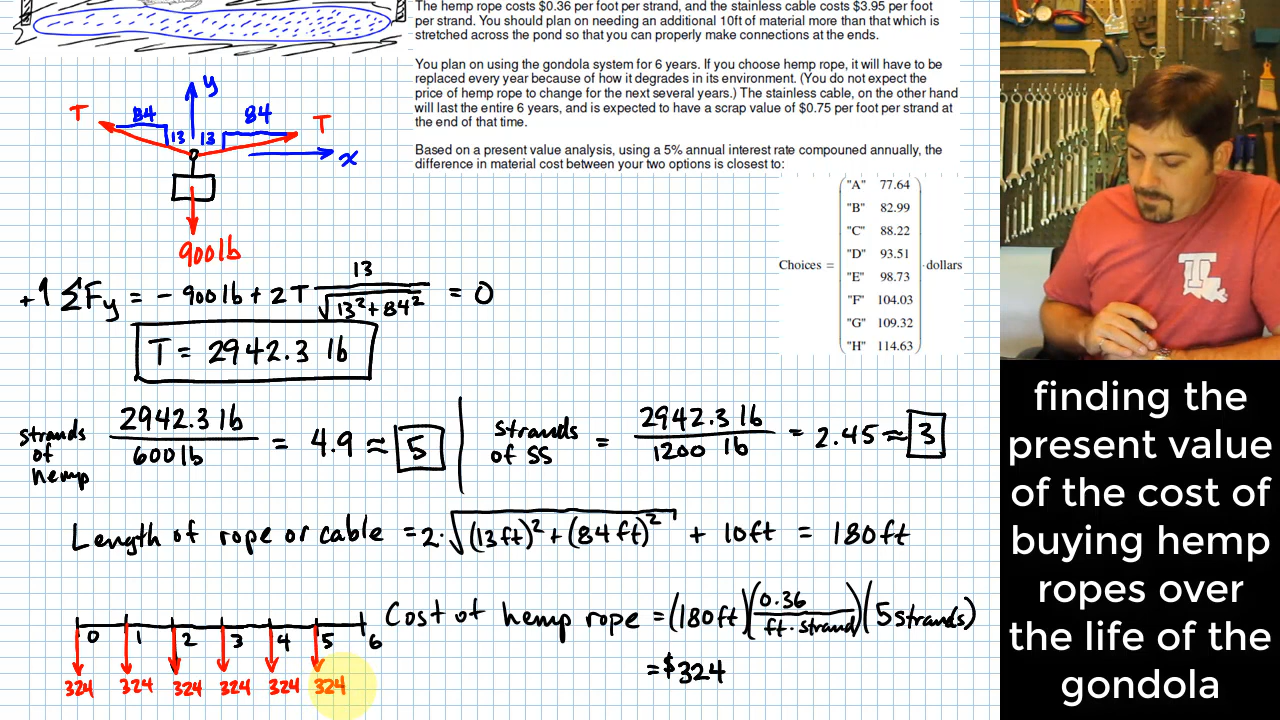 The hemp rope costs $0.36 per foot per strand, and the stainless cable costs $3.95 per foot
per strand. You should plan on needing an additional 10ft of material more than that which is
stretched across the pond so that you can properly make connections at the ends.
You plan on using the gondola system for 6 years. If you choose hemp rope, it will have to be
replaced every year because of how it degrades in its environment. (You do not expect the
price of hemp rope to change for the next several years.) The stainless cable, on the other hand
will last the entire 6 years, and is expected to have a scrap value of $0.75 per foot per strand at
the end of that time.
Based on a present value analysis, using a 5% annual interest rate compouned annually, the
difference in material cost between your two options is closest to:
Choices = "A" 77.64
"B" 82.99
"C" 88.22
"D" 93.51
"E" 98.73
"F" 104.03
"G" 109.32
"H" 114.63
· dollars
y
T 84 84 T
13 13
x
900 lb
+↑ ΣFy = - 900 lb + 2T 13/√(13²+84²) = 0
T = 2942.3 lb
strands of hemp 2942.3 lb / 600 lb = 4.9 ≈ 5
strands of SS = 2942.3 lb / 1200 lb = 2.45 ≈ 3
Length of rope or cable = 2·√((13ft)²+(84ft)²) + 10ft = 180ft
Cost of hemp rope = (180ft)(0.36/ft·strand)(5 strands)
= $324
0 1 2 3 4 5 6
324 324 324 324 324 324
finding the
present value
of the cost of
buying hemp
ropes over
the life of the
gondola